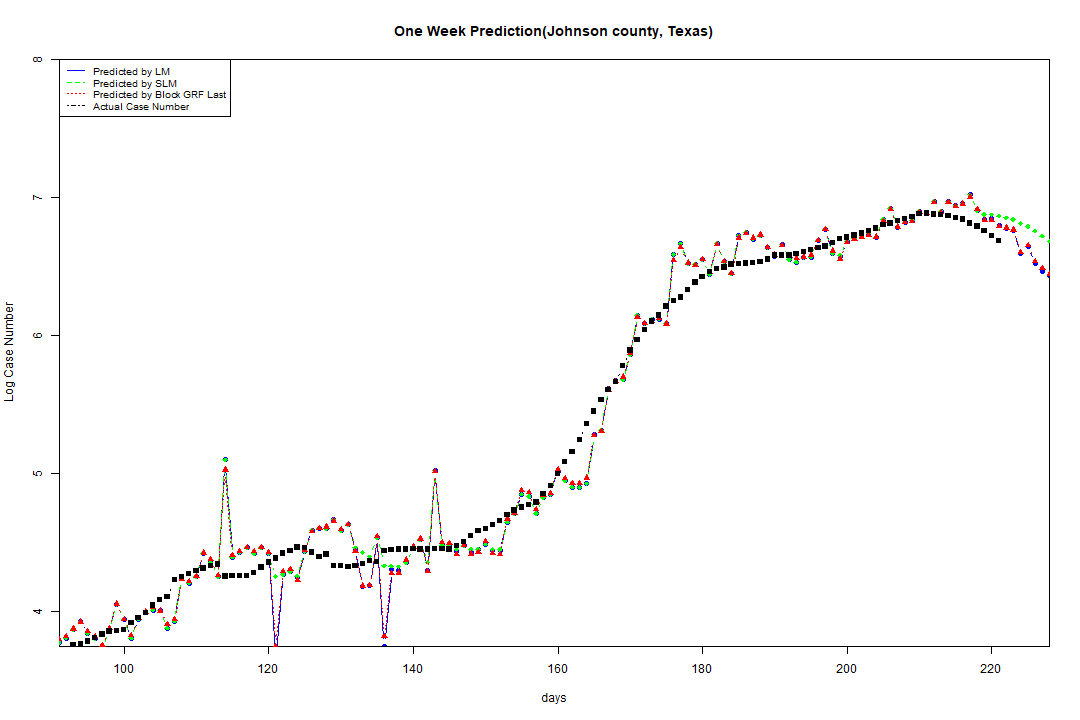 One Week Prediction(Johnson county, Texas)
8
Predicted by LM
Predicted by SLM
Predicted by Block GRF Last
Actual Case Number
7
6
5
4
Log Case Number
100 120 140 160 180 200 220
days